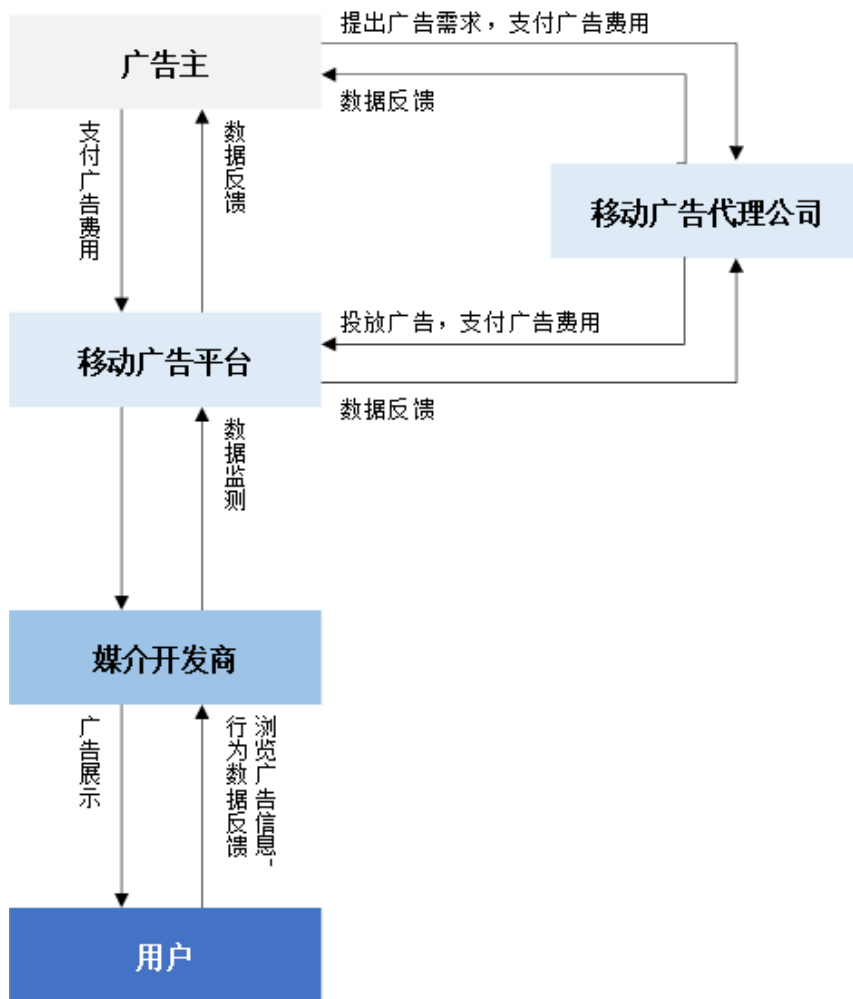 提出广告需求，支付广告费用
广告主
数据反馈
支付广告费用
数据反馈
移动广告代理公司
投放广告，支付广告费用
移动广告平台
数据反馈
数据监测
媒介开发商
广告展示
浏览广告信息-
行为数据反馈
用户